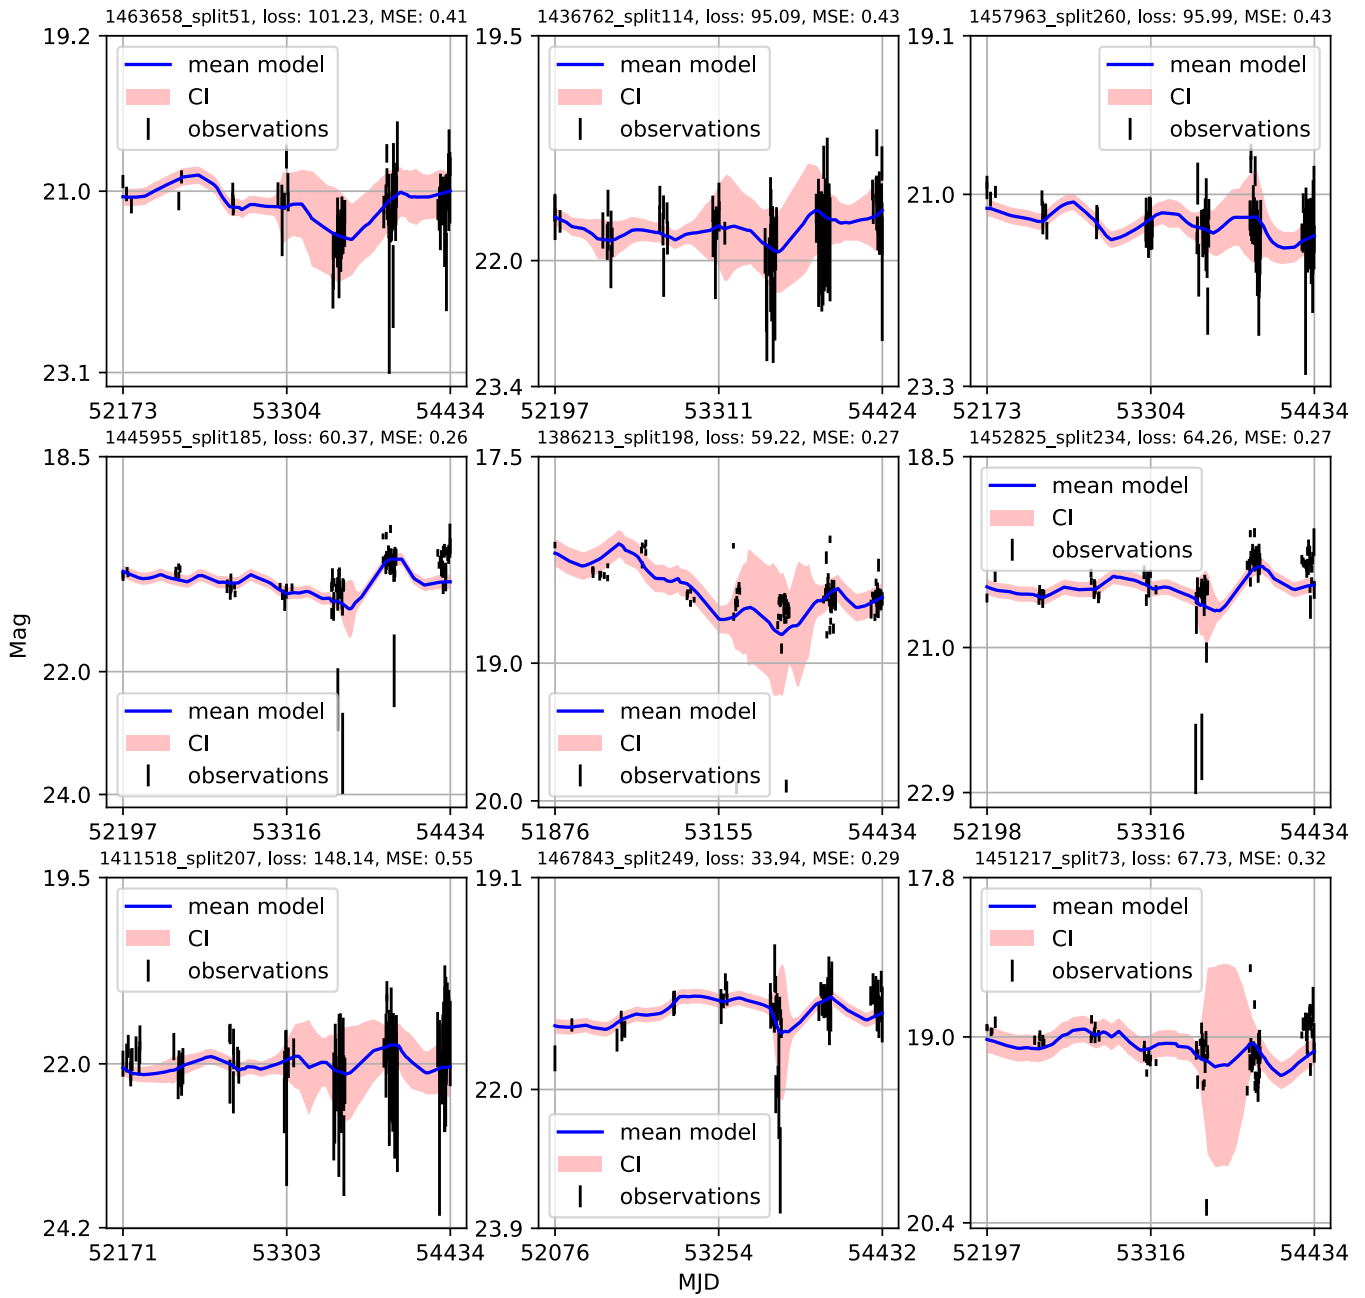 1463658_split51, loss: 101.23, MSE: 0.41
19.2
21.0
23.1
mean model
CI
observations
52173
53304
54434
1436762_split114, loss: 95.09, MSE: 0.43
19.5
22.0
23.4
mean model
CI
observations
52197
53311
54424
1457963_split260, loss: 95.99, MSE: 0.43
19.1
21.0
23.3
mean model
CI
observations
52173
53304
54434
1445955_split185, loss: 60.37, MSE: 0.26
18.5
22.0
24.0
mean model
CI
observations
52197
53316
54434
1386213_split198, loss: 59.22, MSE: 0.27
17.5
19.0
20.0
mean model
CI
observations
51876
53155
54432
1452825_split234, loss: 64.26, MSE: 0.27
18.5
21.0
22.9
mean model
CI
observations
52198
53316
54434
Mag
1411518_split207, loss: 148.14, MSE: 0.55
19.5
22.0
24.2
mean model
CI
observations
52171
53303
54434
1467843_split249, loss: 33.94, MSE: 0.29
19.1
22.0
23.9
mean model
CI
observations
52076
53254
54432
1451217_split73, loss: 67.73, MSE: 0.32
17.8
19.0
20.4
mean model
CI
observations
52197
53316
54434
MJD